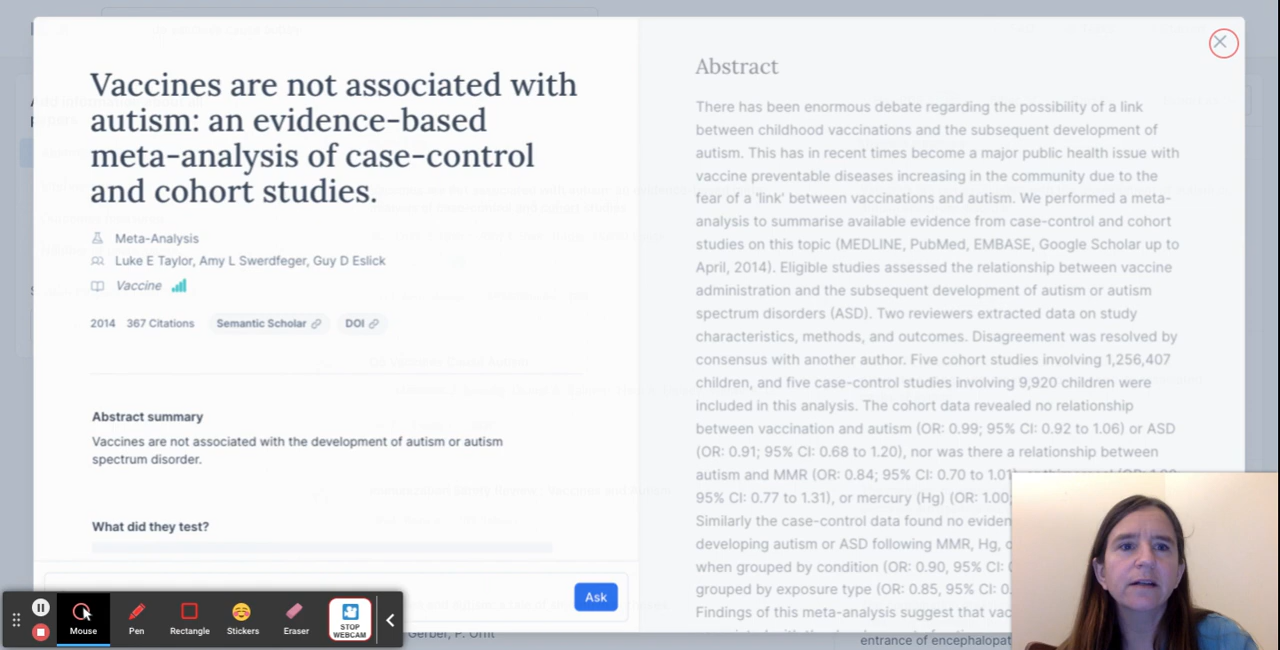 Vaccines are not associated with
autism: an evidence-based
meta-analysis of case-control
and cohort studies.
Meta-Analysis
Luke E Taylor, Amy L Swerdfeger, Guy D Eslick
Vaccine
2014 367 Citations Semantic Scholar DOI
Abstract summary
Vaccines are not associated with the development of autism or autism
spectrum disorder.
What did they test?
Ask
Abstract
There has been enormous debate regarding the possibility of a link
between childhood vaccinations and the subsequent development of
autism. This has in recent times become a major public health issue with
vaccine preventable diseases increasing in the community due to the
fear of a 'link' between vaccinations and autism. We performed a meta-
analysis to summarise available evidence from case-control and cohort
studies on this topic (MEDLINE, PubMed, EMBASE, Google Scholar up to
April, 2014). Eligible studies assessed the relationship between vaccine
administration and the subsequent development of autism or autism
spectrum disorders (ASD). Two reviewers extracted data on study
characteristics, methods, and outcomes. Disagreement was resolved by
consensus with another author. Five cohort studies involving 1,256,407
children, and five case-control studies involving 9,920 children were
included in this analysis. The cohort data revealed no relationship
between vaccination and autism (OR: 0.99; 95% CI: 0.92 to 1.06) or ASD
(OR: 0.91; 95% CI: 0.68 to 1.20), nor was there a relationship between
autism and MMR (OR: 0.84; 95% CI: 0.70 to 1.01)
95% CI: 0.77 to 1.31), or mercury (Hg) (OR: 1.00;
Similarly the case-control data found no eviden
developing autism or ASD following MMR, Hg,
when grouped by condition (OR: 0.90, 95% CI:
grouped by exposure type (OR: 0.85, 95% CI: 0.
Findings of this meta-analysis suggest that vac
Gerber, P. Offit
entrance of encephalopat
Mouse
Pen
Rectangle
Stickers
Eraser
STOP
WEBCAM